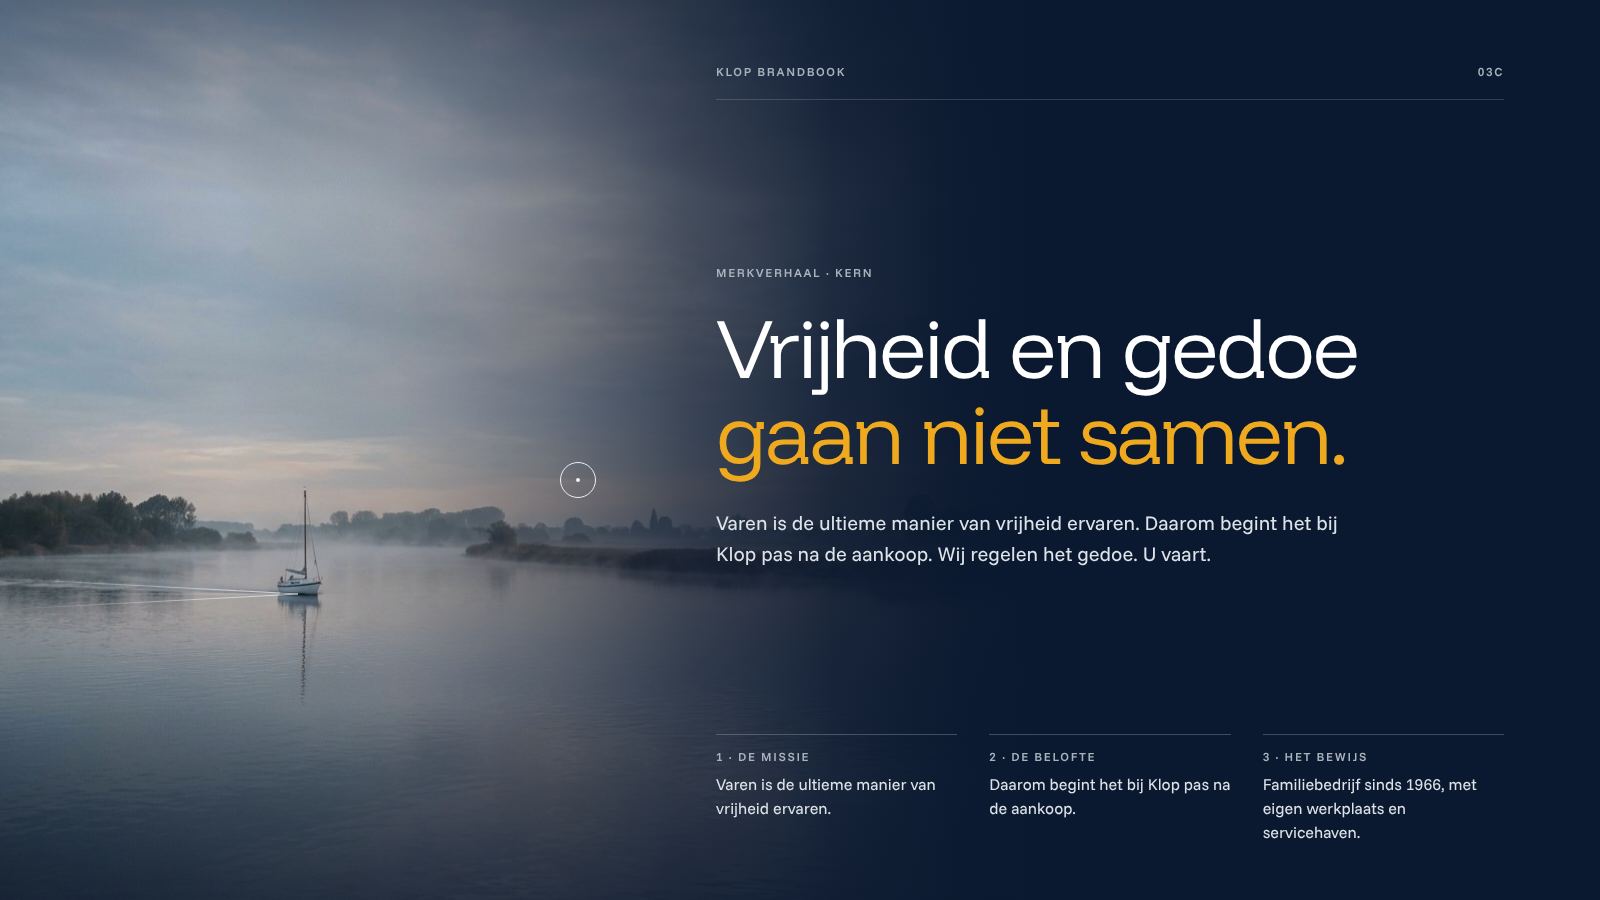 KLOP BRANDBOOK
03C
MERKVERHAAL · KERN
Vrijheid en gedoe
gaan niet samen.
Varen is de ultieme manier van vrijheid ervaren. Daarom begint het bij
Klop pas na de aankoop. Wij regelen het gedoe. U vaart.
1 · DE MISSIE
Varen is de ultieme manier van
vrijheid ervaren.
2 · DE BELOFTE
Daarom begint het bij Klop pas na
de aankoop.
3 · HET BEWIJS
Familiebedrijf sinds 1966, met
eigen werkplaats en
servicehaven.